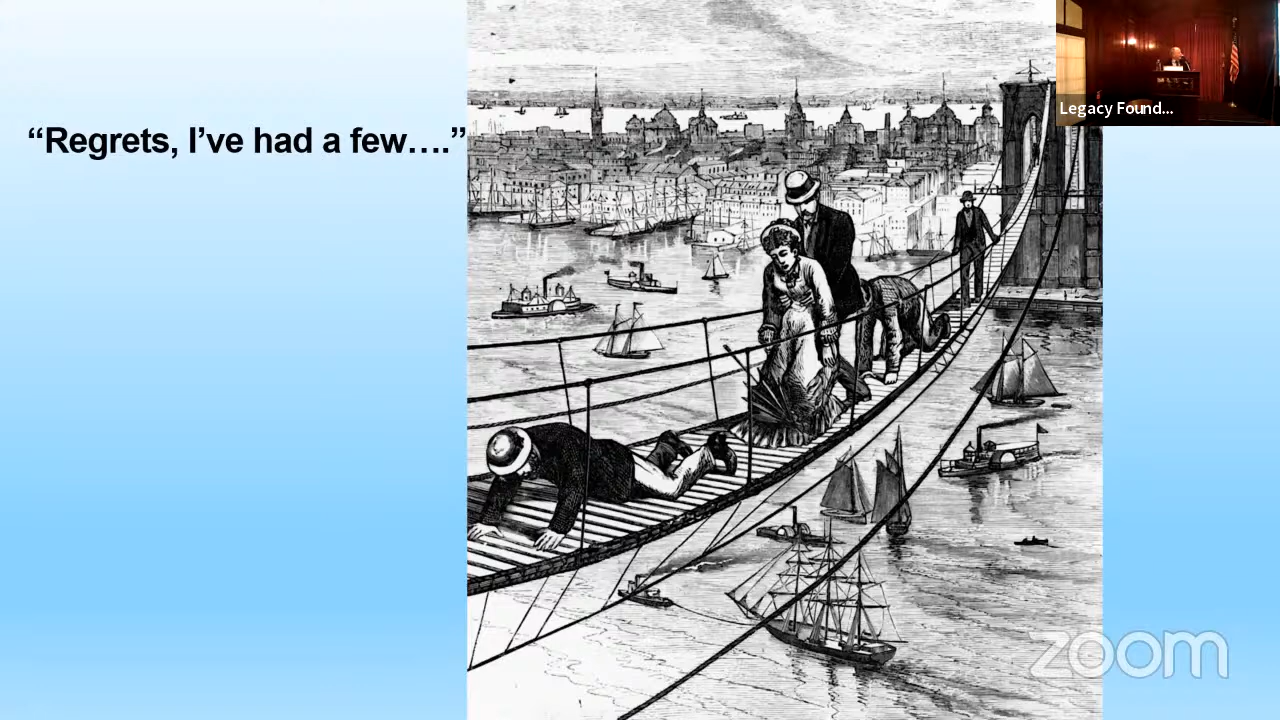 “Regrets, I’ve had a few….”
Legacy Found...
zoom